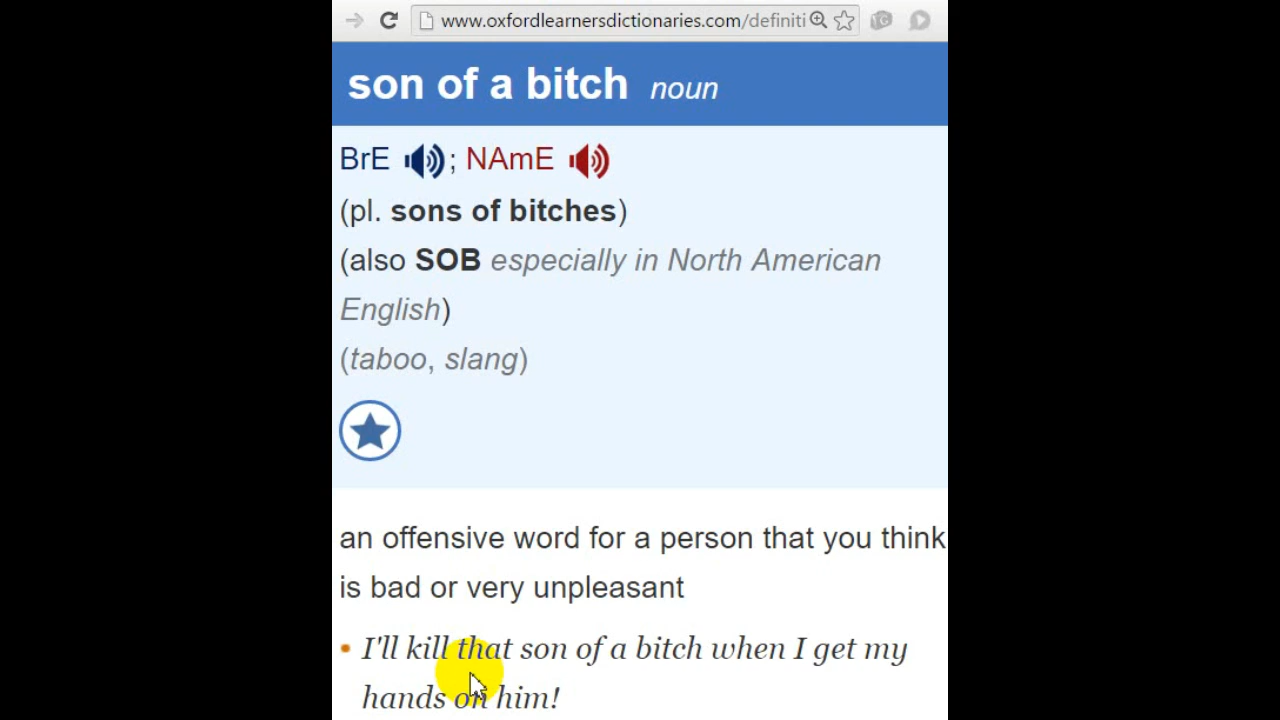 www.oxfordlearnersdictionaries.com/definiti
son of a bitch noun
BrE ; NAmE
(pl. sons of bitches)
(also SOB especially in North American
English)
(taboo, slang)
an offensive word for a person that you think
is bad or very unpleasant
• I'll kill that son of a bitch when I get my
hands on him!